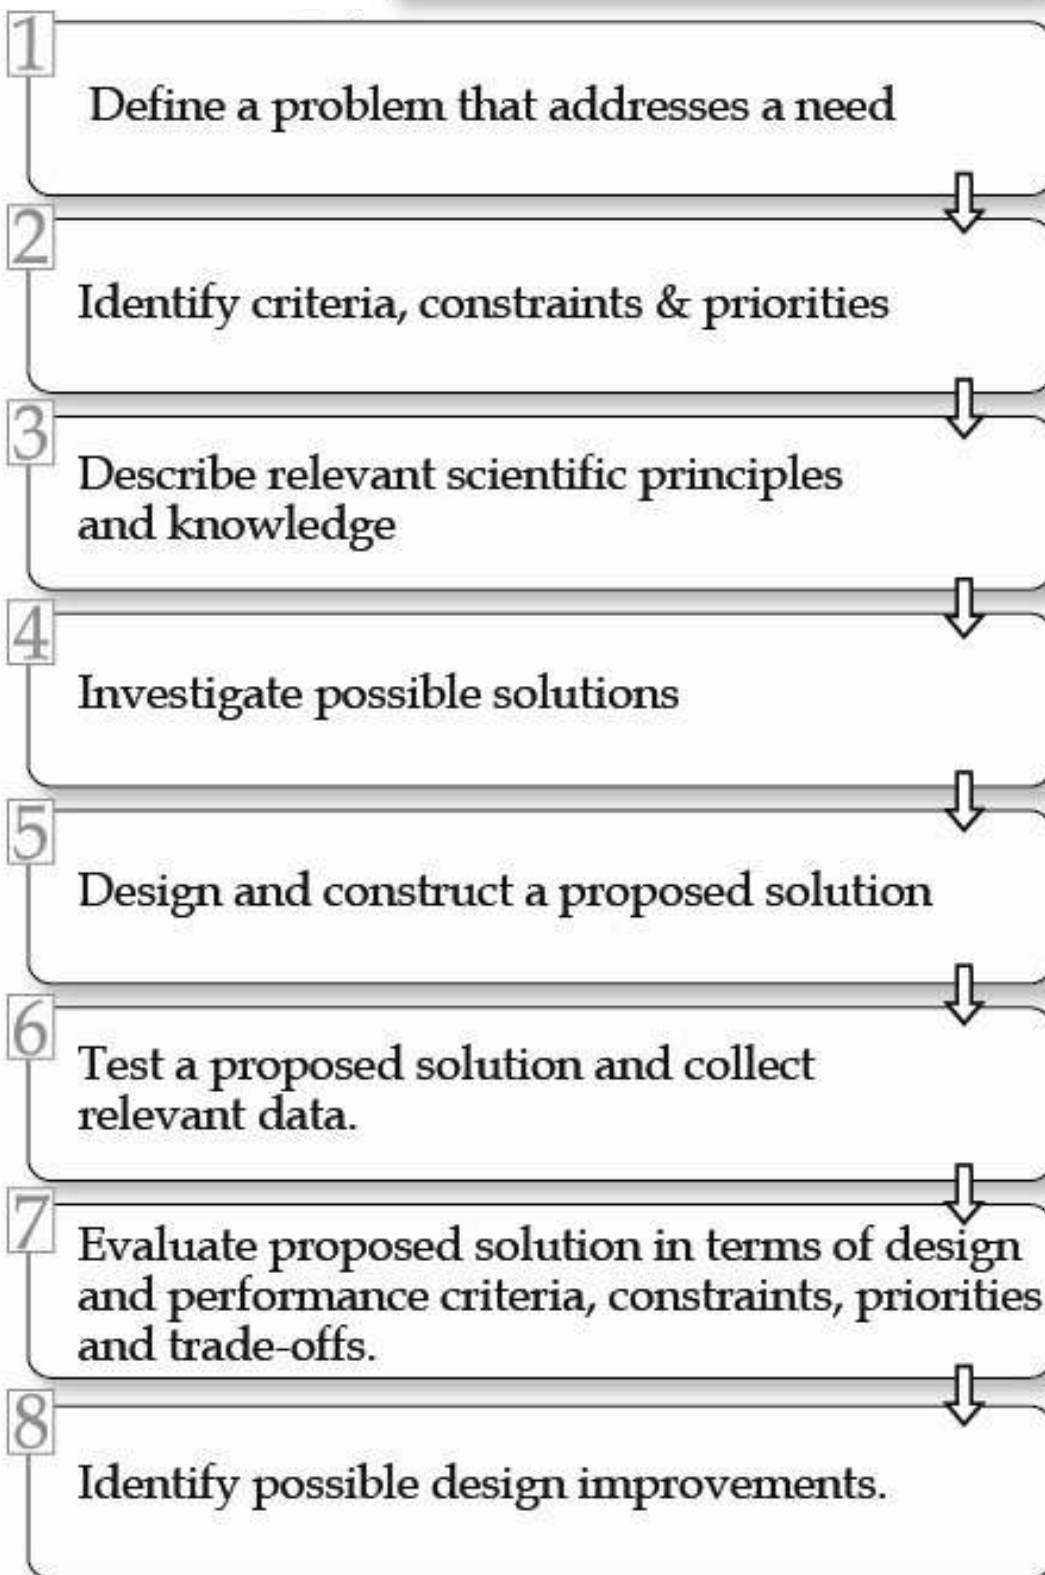 1
Define a problem that addresses a need
2
Identify criteria, constraints & priorities
3
Describe relevant scientific principles
and knowledge
4
Investigate possible solutions
5
Design and construct a proposed solution
6
Test a proposed solution and collect
relevant data.
7
Evaluate proposed solution in terms of design
and performance criteria, constraints, priorities
and trade-offs.
8
Identify possible design improvements.